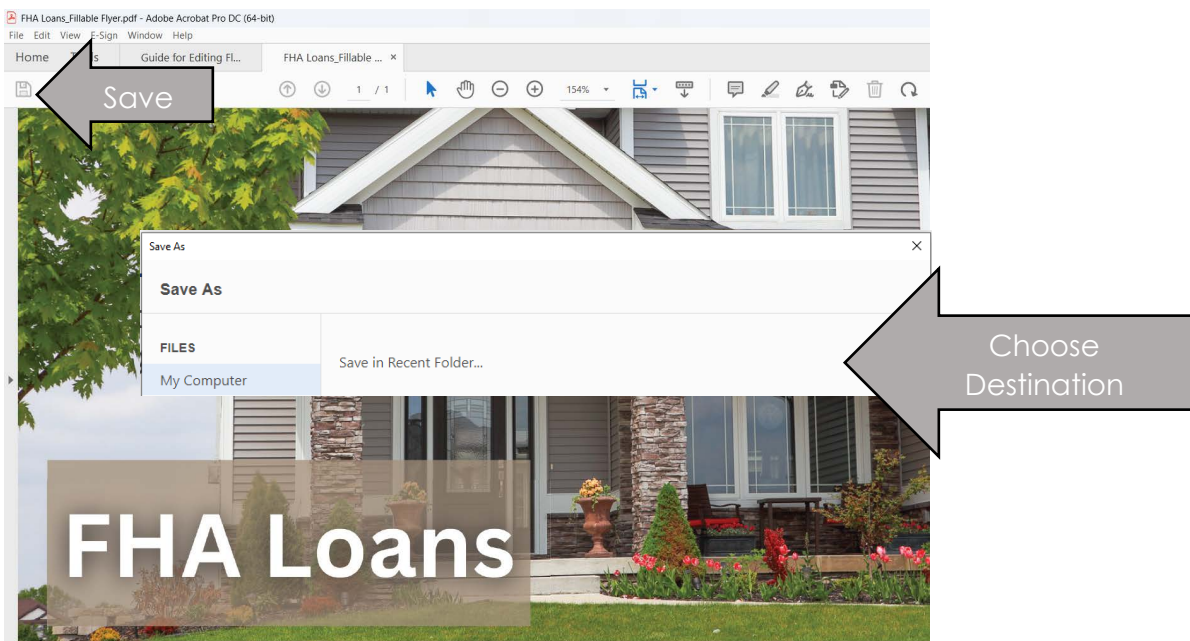 FHA Loans_Fillable Flyer.pdf - Adobe Acrobat Pro DC (64-bit)
File Edit View E-Sign Window Help
Home Guide for Editing Fl... FHA Loans_Fillable ... ×
Save
1 / 1 154%
Save As
Save As
FILES
Save in Recent Folder...
My Computer
Choose
Destination
FHA Loans